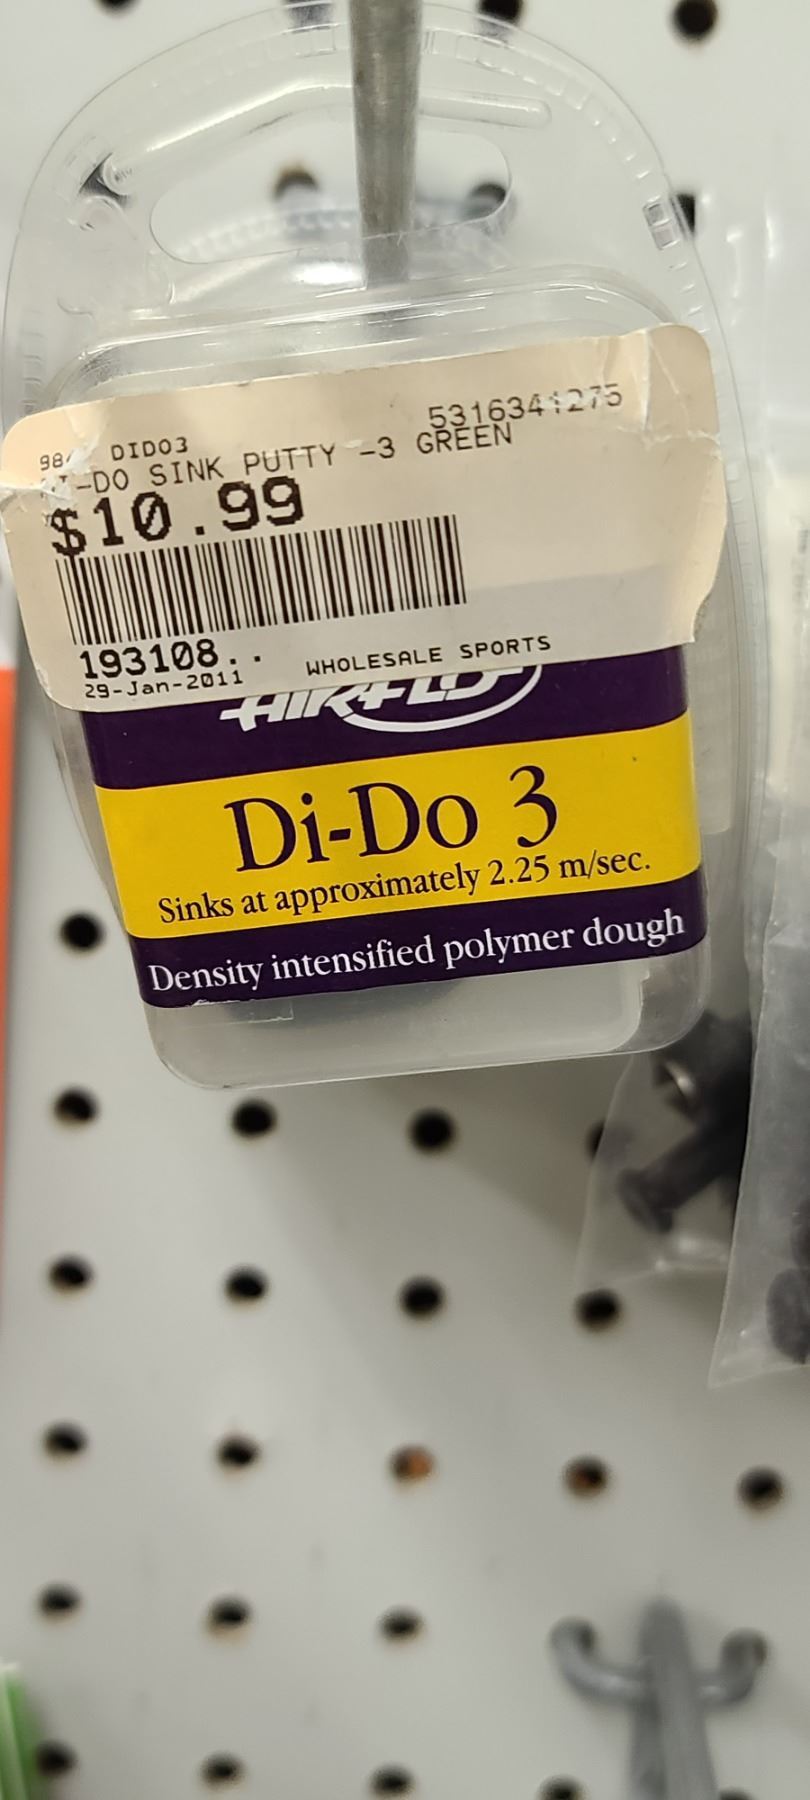 5316341275
DIDO3
-DO SINK PUTTY -3 GREEN
$10.99
193108..
WHOLESALE SPORTS
29-Jan-2011
AIRFLO
Di-Do 3
Sinks at approximately 2.25 m/sec.
Density intensified polymer dough